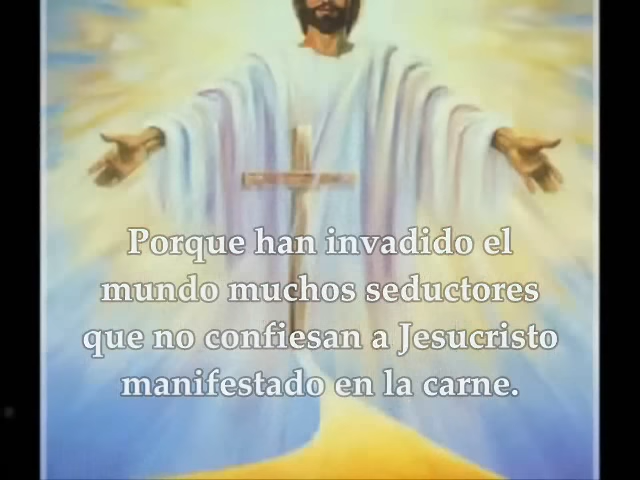 Porque han invadido el
mundo muchos seductores
que no confiesan a Jesucristo
manifestado en la carne.